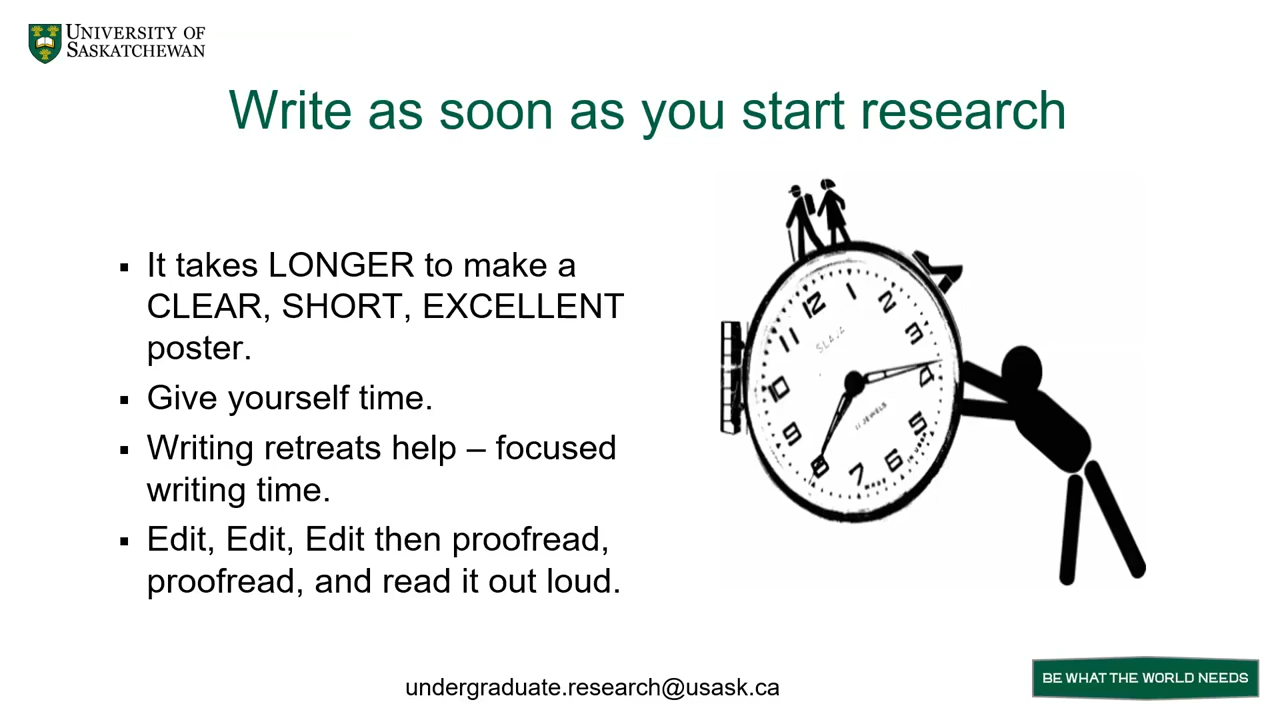 UNIVERSITY OF
SASKATCHEWAN
Write as soon as you start research
▪ It takes LONGER to make a
CLEAR, SHORT, EXCELLENT
poster.
▪ Give yourself time.
▪ Writing retreats help – focused
writing time.
▪ Edit, Edit, Edit then proofread,
proofread, and read it out loud.
12
1
2
3
4
5
6
7
8
9
10
11
SLAVA
11 JEWELS
undergraduate.research@usask.ca
BE WHAT THE WORLD NEEDS